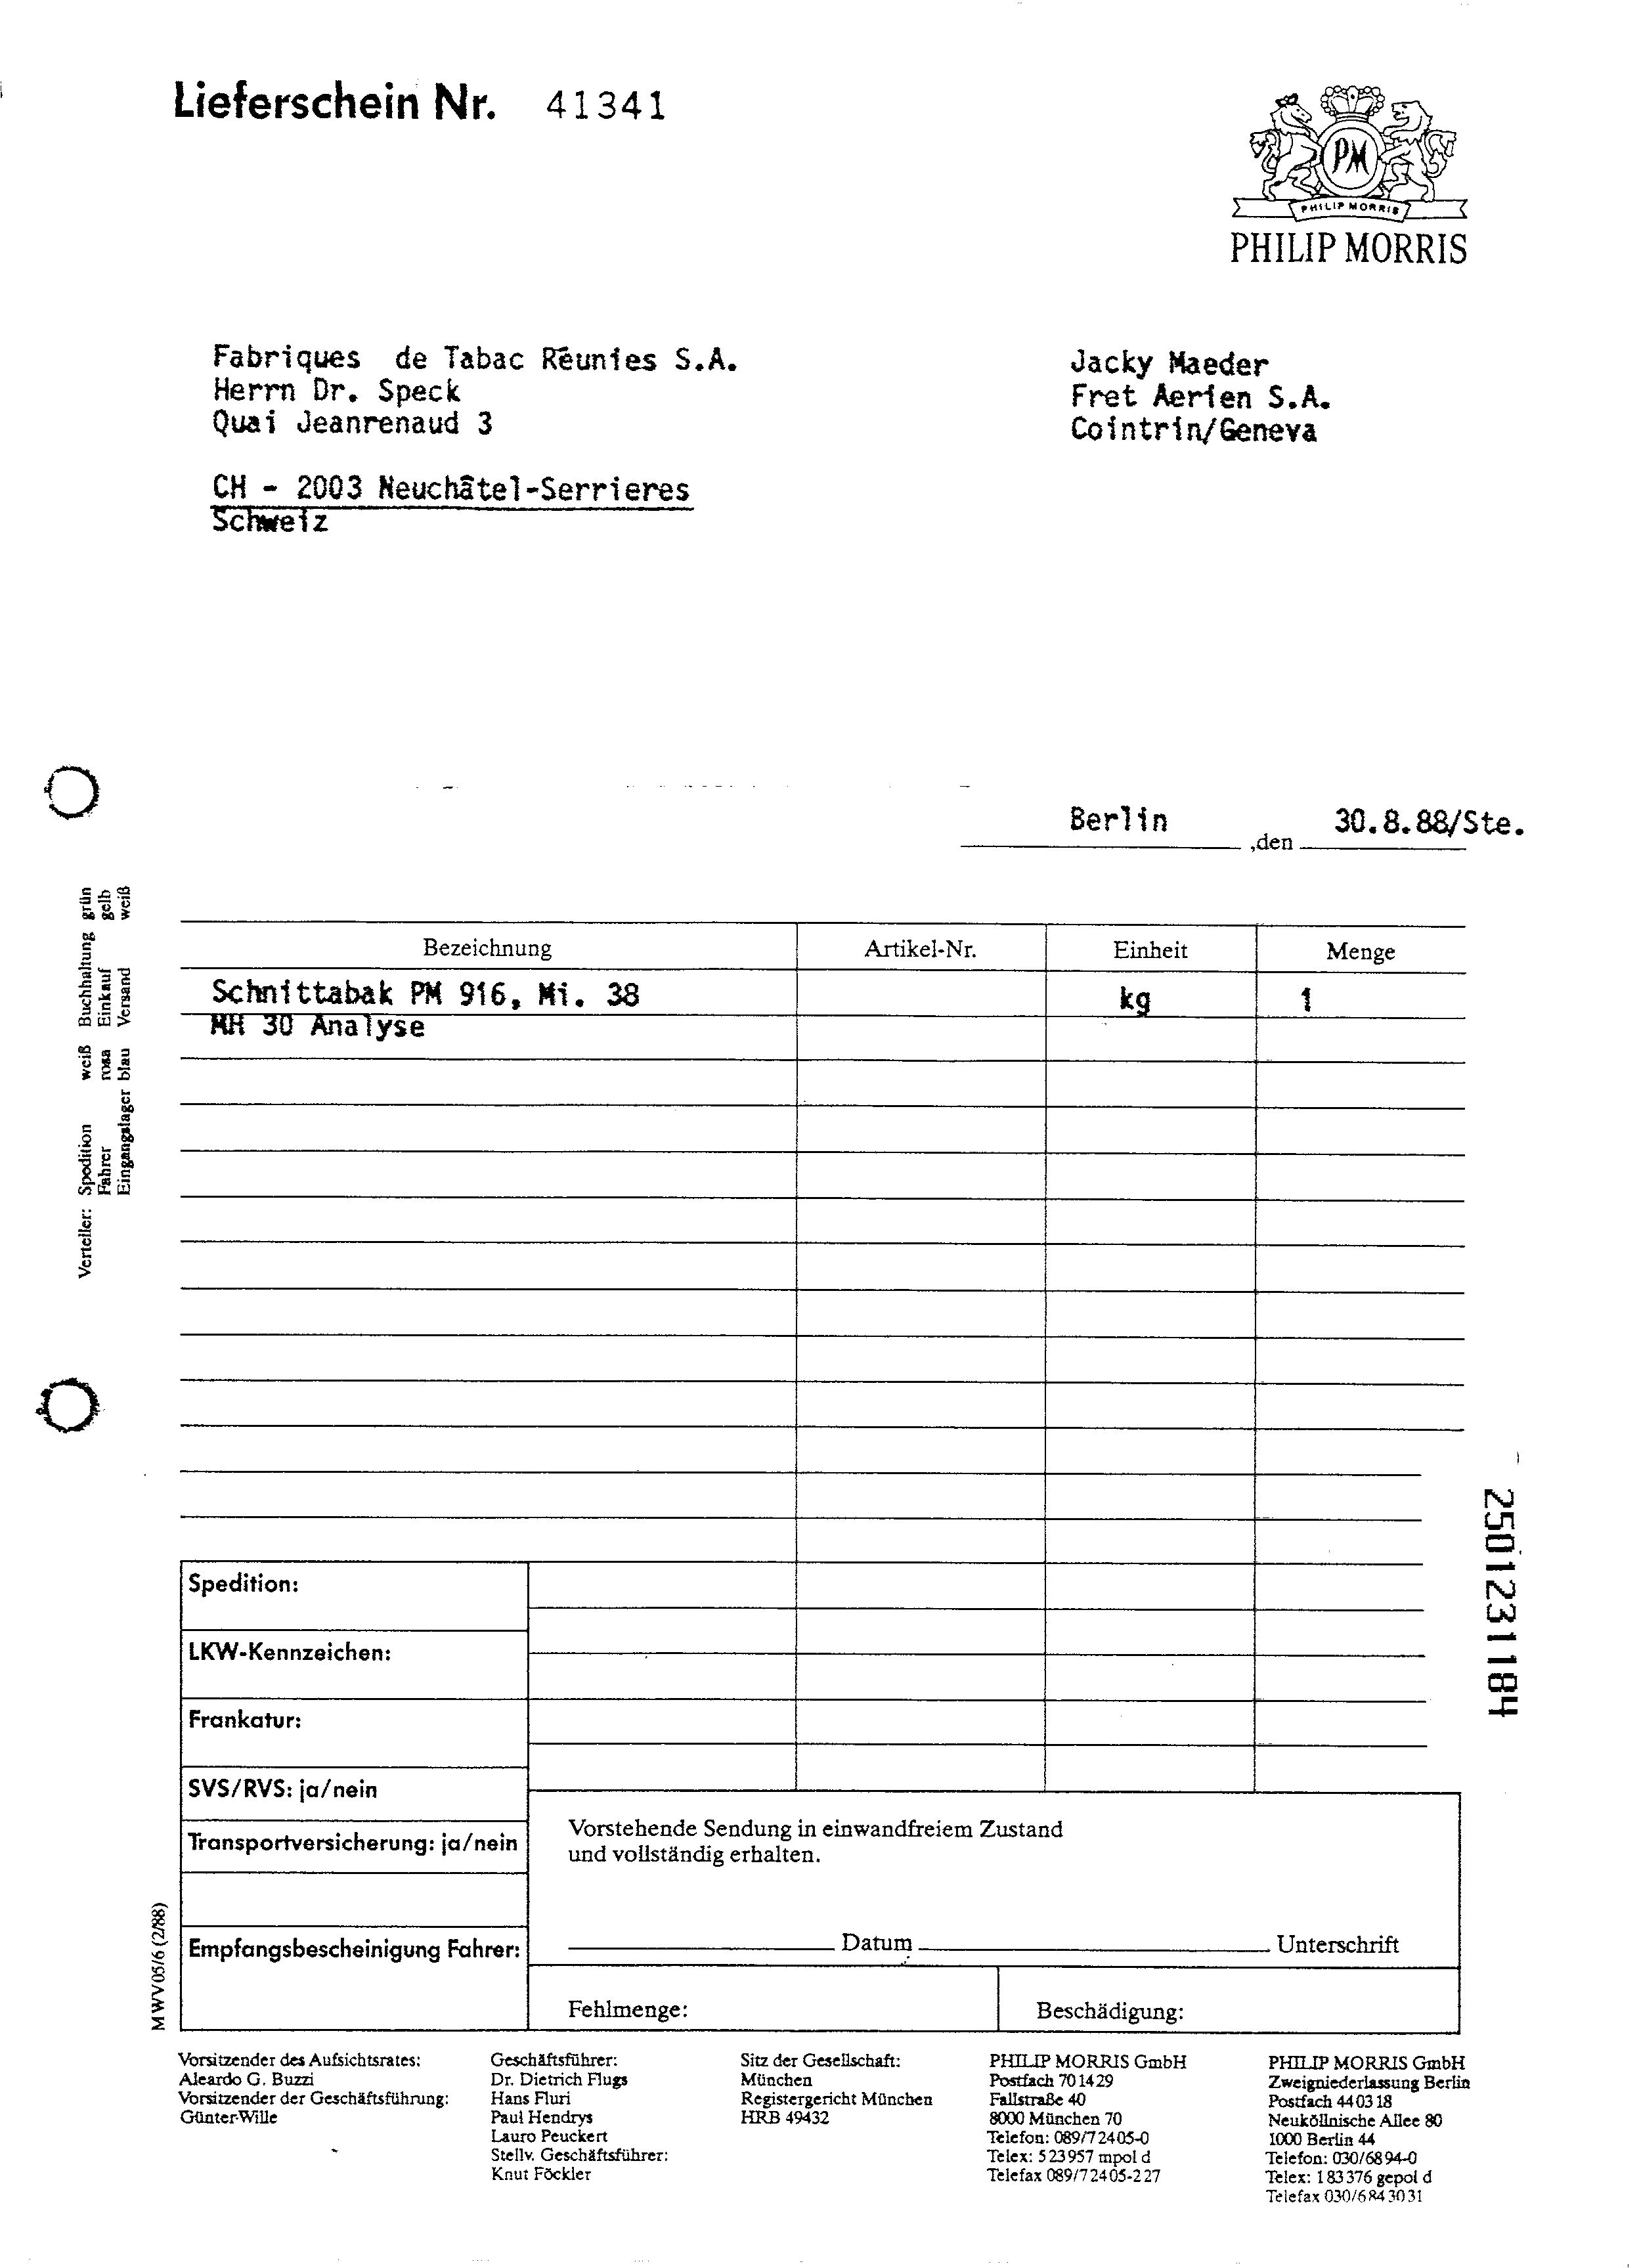 Lieferschein Nr. 41341
PM
PHILIP MORRIS
PHILIP MORRIS
Fabriques de Tabac Réunies S.A.
Herrn Dr. Speck
Quai Jeanrenaud 3
CH - 2003 Neuchâtel-Serrieres
Schweiz
Jacky Maeder
Fret Aerien S.A.
Cointrin/Geneva
Berlin ,den 30.8.88/Ste.
Verteiler: Spedition weiß Buchhaltung grün
Fahrer rosa Einkauf gelb
Eingangslager blau Versand weiß
Bezeichnung Artikel-Nr. Einheit Menge
Schnittabak PM 916, Mi. 38 kg 1
MH 30 Analyse
2501231184
Spedition:
LKW-Kennzeichen:
Frankatur:
SVS/RVS: ja/nein
Transportversicherung: ja/nein
Empfangsbescheinigung Fahrer:
Vorstehende Sendung in einwandfreiem Zustand
und vollständig erhalten.
Datum Unterschrift
Fehlmenge: Beschädigung:
MWV05/6 (2/88)
Vorsitzender des Aufsichtsrates:
Aleardo G. Buzzi
Vorsitzender der Geschäftsführung:
Günter-Wille
Geschäftsführer:
Dr. Dietrich Flugs
Hans Fluri
Paul Hendrys
Lauro Peuckert
Stellv. Geschäftsführer:
Knut Föckler
Sitz der Gesellschaft:
München
Registergericht München
HRB 49432
PHILIP MORRIS GmbH
Postfach 70 14 29
Fallstraße 40
8000 München 70
Telefon: 089/7 24 05-0
Telex: 5 23 957 mpol d
Telefax 089/7 24 05-2 27
PHILIP MORRIS GmbH
Zweigniederlassung Berlin
Postfach 44 03 18
Neuköllnische Allee 80
1000 Berlin 44
Telefon: 030/68 94-0
Telex: 1 83 376 gepol d
Telefax 030/6 84 30 31